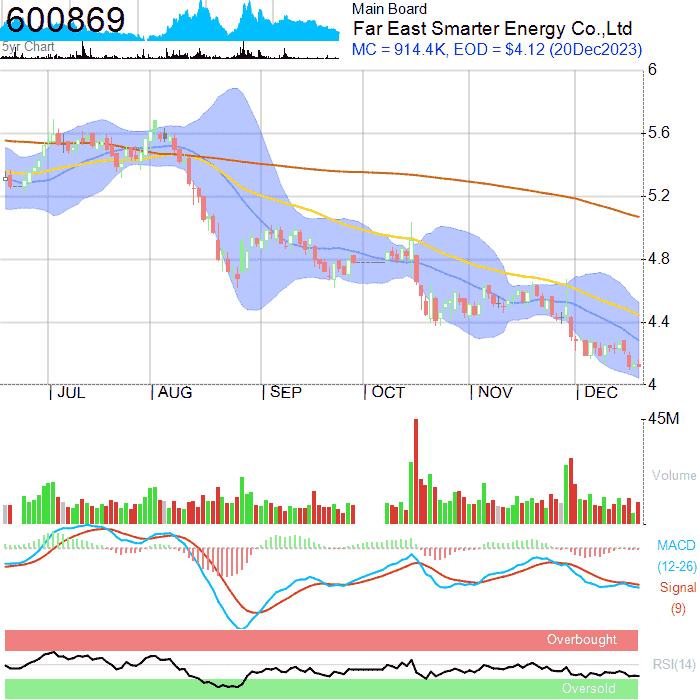 600869
5yr Chart
Main Board
Far East Smarter Energy Co.,Ltd
MC = 914.4K, EOD = $4.12 (20Dec2023)
6
5.6
5.2
4.8
4.4
4
JUL AUG SEP OCT NOV DEC
45M
Volume
MACD
(12-26)
Signal
(9)
Overbought
RSI(14)
Oversold